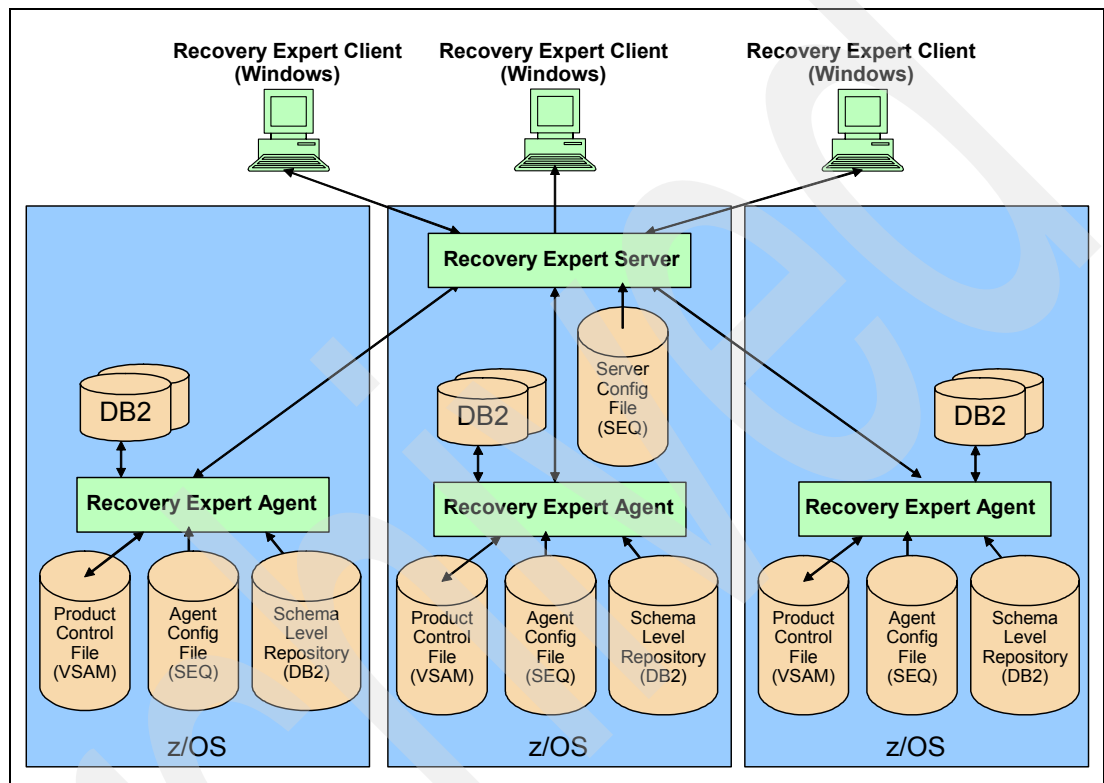 Recovery Expert Client
(Windows)
Recovery Expert Client
(Windows)
Recovery Expert Client
(Windows)
Recovery Expert Server
Server
Config
File
(SEQ)
DB2
DB2
DB2
Recovery Expert Agent
Recovery Expert Agent
Recovery Expert Agent
Product
Control
File
(VSAM)
Agent
Config
File
(SEQ)
Schema
Level
Repository
(DB2)
Product
Control
File
(VSAM)
Agent
Config
File
(SEQ)
Schema
Level
Repository
(DB2)
Product
Control
File
(VSAM)
Agent
Config
File
(SEQ)
Schema
Level
Repository
(DB2)
z/OS
z/OS
z/OS